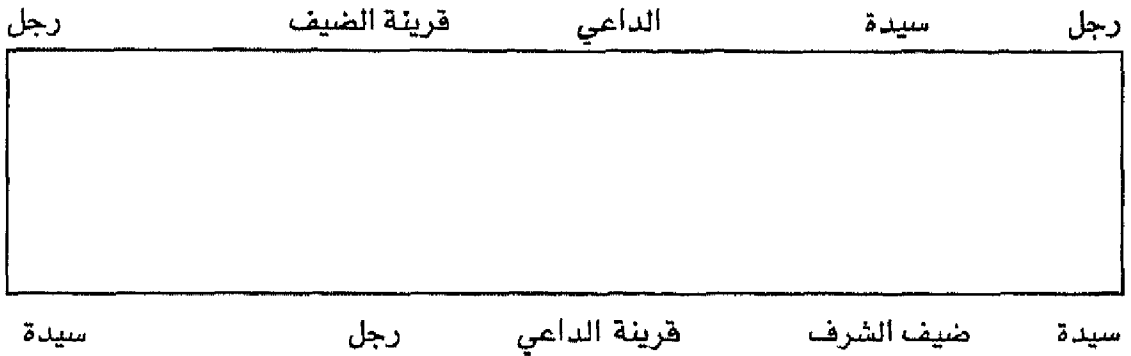 رجل سيدة الداعي قرينة الضيف رجل
سيدة ضيف الشرف قرينة الداعي رجل سيدة